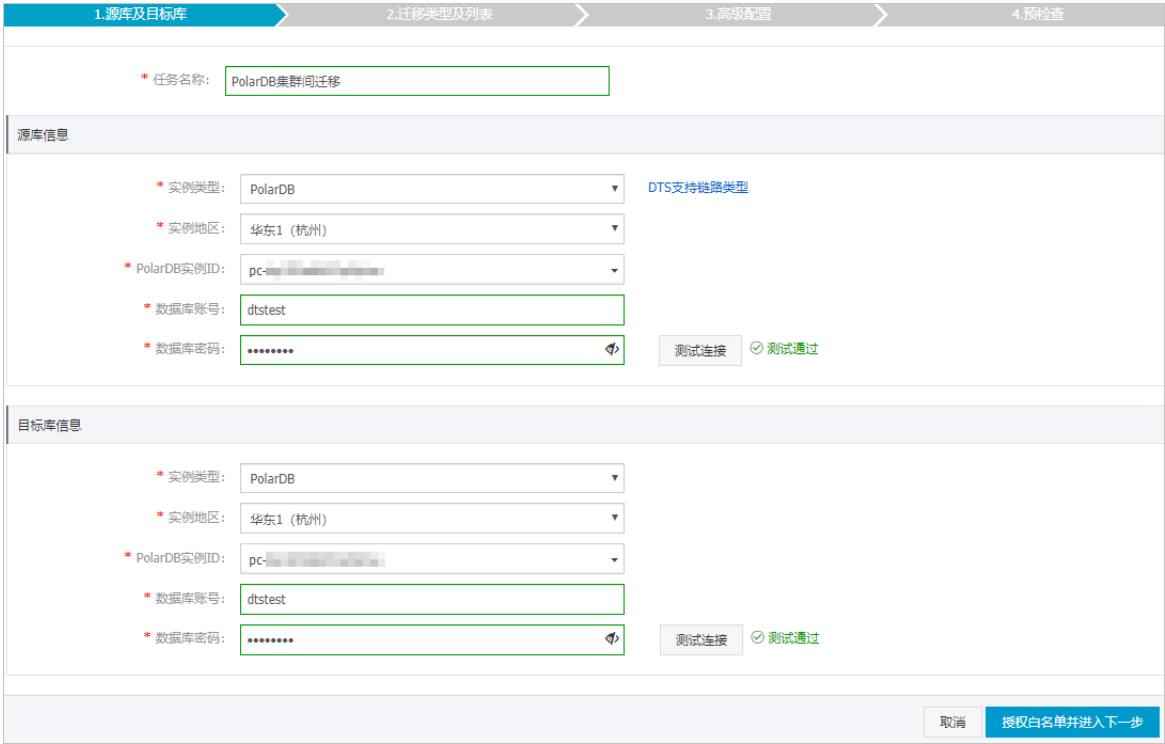 1.源库及目标库 2.迁移类型及列表 3.高级配置 4.预检查
* 任务名称: PolarDB集群间迁移
源库信息
* 实例类型: PolarDB DTS支持链路类型
* 实例地区: 华东1（杭州）
* PolarDB实例ID: pc-
* 数据库账号: dtstest
* 数据库密码: •••••••• 测试连接 测试通过
目标库信息
* 实例类型: PolarDB
* 实例地区: 华东1（杭州）
* PolarDB实例ID: pc-
* 数据库账号: dtstest
* 数据库密码: •••••••• 测试连接 测试通过
取消 授权白名单并进入下一步